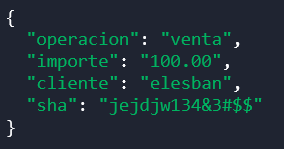 {
"operacion": "venta",
"importe": "100.00",
"cliente": "elesban",
"sha": "jejdjw134&3#$$"
}